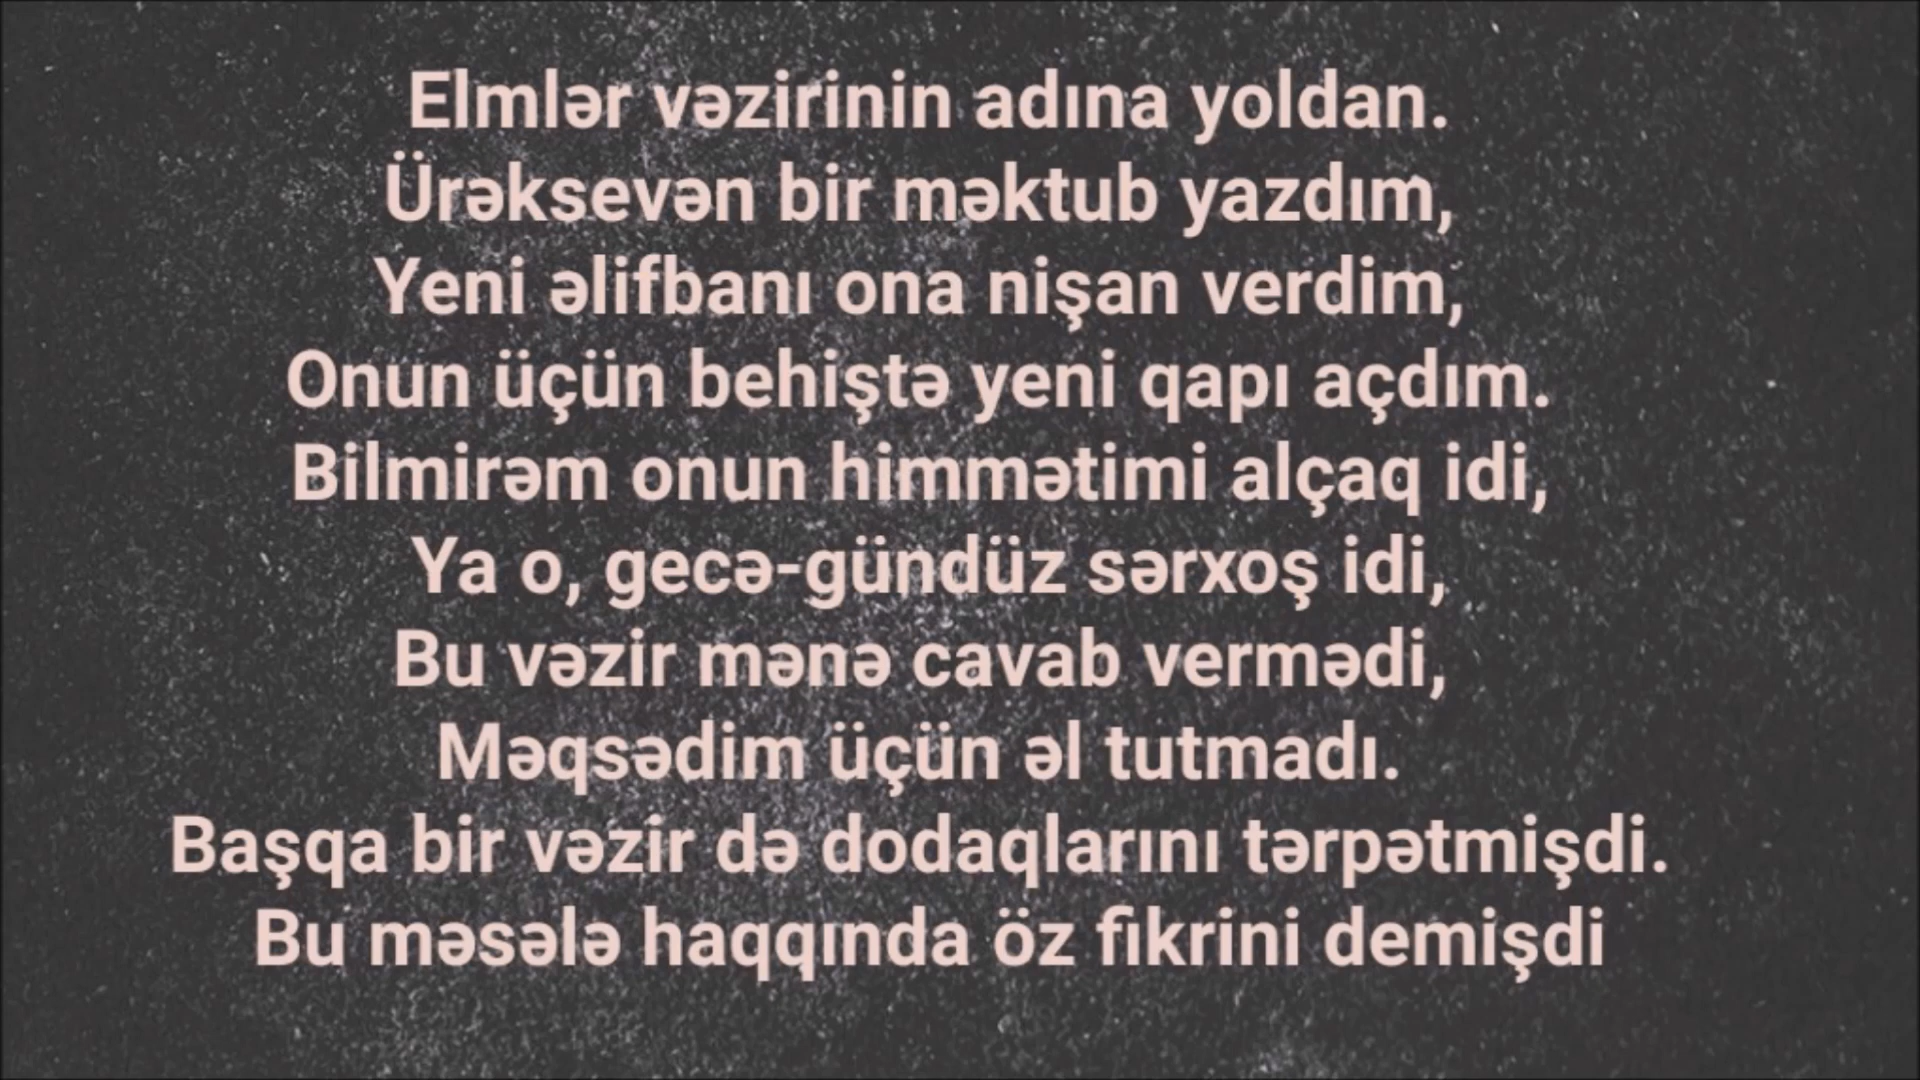 Elmlər vəzirinin adına yoldan.
Ürəksevən bir məktub yazdım,
Yeni əlifbanı ona nişan verdim,
Onun üçün behiştə yeni qapı açdım.
Bilmirəm onun himmətimi alçaq idi,
Ya o, gecə-gündüz sərxoş idi,
Bu vəzir mənə cavab vermədi,
Məqsədim üçün əl tutmadı.
Başqa bir vəzir də dodaqlarını tərpətmişdi.
Bu məsələ haqqında öz fikrini demişdi